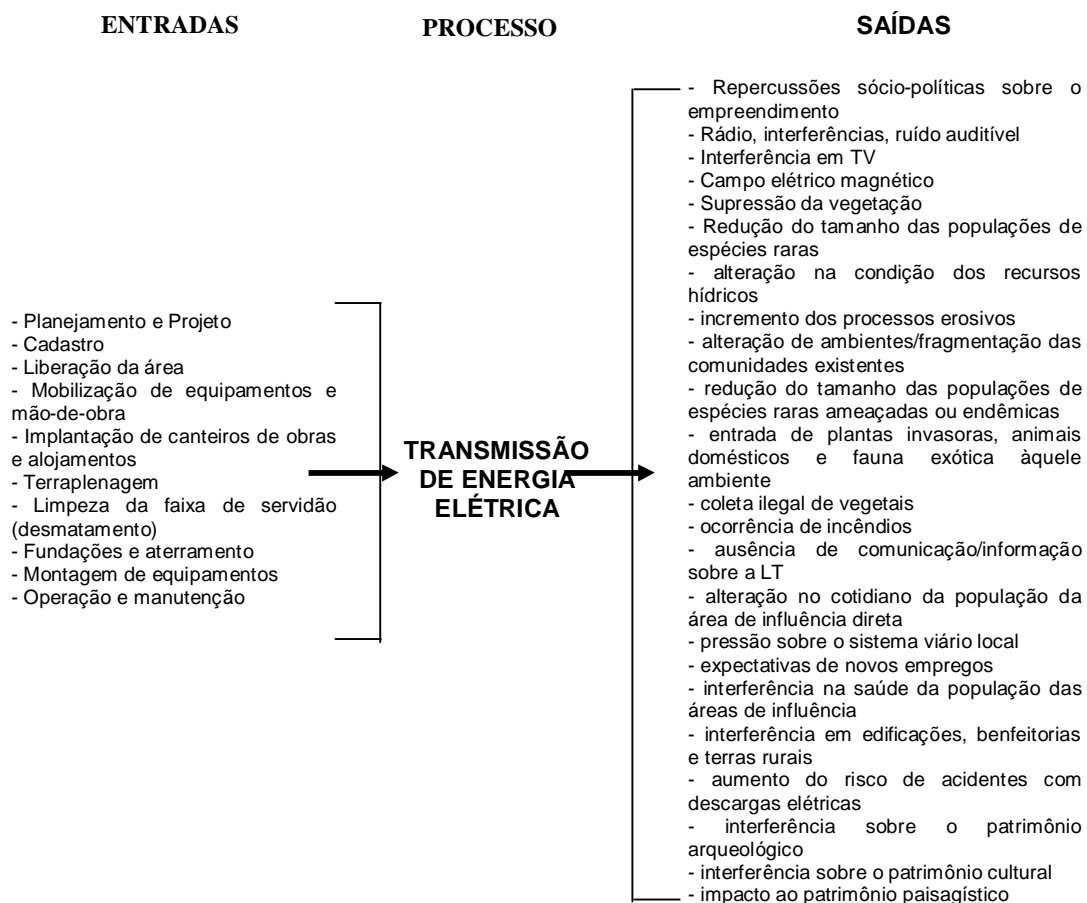 ENTRADAS
PROCESSO
SAÍDAS
- Planejamento e Projeto
- Cadastro
- Liberação da área
- Mobilização de equipamentos e
mão-de-obra
- Implantação de canteiros de obras
e alojamentos
- Terraplenagem
- Limpeza da faixa de servidão
(desmatamento)
- Fundações e aterramento
- Montagem de equipamentos
- Operação e manutenção
TRANSMISSÃO
DE ENERGIA
ELÉTRICA
- Repercussões sócio-políticas sobre o
empreendimento
- Rádio, interferências, ruído auditível
- Interferência em TV
- Campo elétrico magnético
- Supressão da vegetação
- Redução do tamanho das populações de
espécies raras
- alteração na condição dos recursos
hídricos
- incremento dos processos erosivos
- alteração de ambientes/fragmentação das
comunidades existentes
- redução do tamanho das populações de
espécies raras ameaçadas ou endêmicas
- entrada de plantas invasoras, animais
domésticos e fauna exótica àquele
ambiente
- coleta ilegal de vegetais
- ocorrência de incêndios
- ausência de comunicação/informação
sobre a LT
- alteração no cotidiano da população da
área de influência direta
- pressão sobre o sistema viário local
- expectativas de novos empregos
- interferência na saúde da população das
áreas de influência
- interferência em edificações, benfeitorias
e terras rurais
- aumento do risco de acidentes com
descargas elétricas
- interferência sobre o patrimônio
arqueológico
- interferência sobre o patrimônio cultural
- impacto ao patrimônio paisagístico